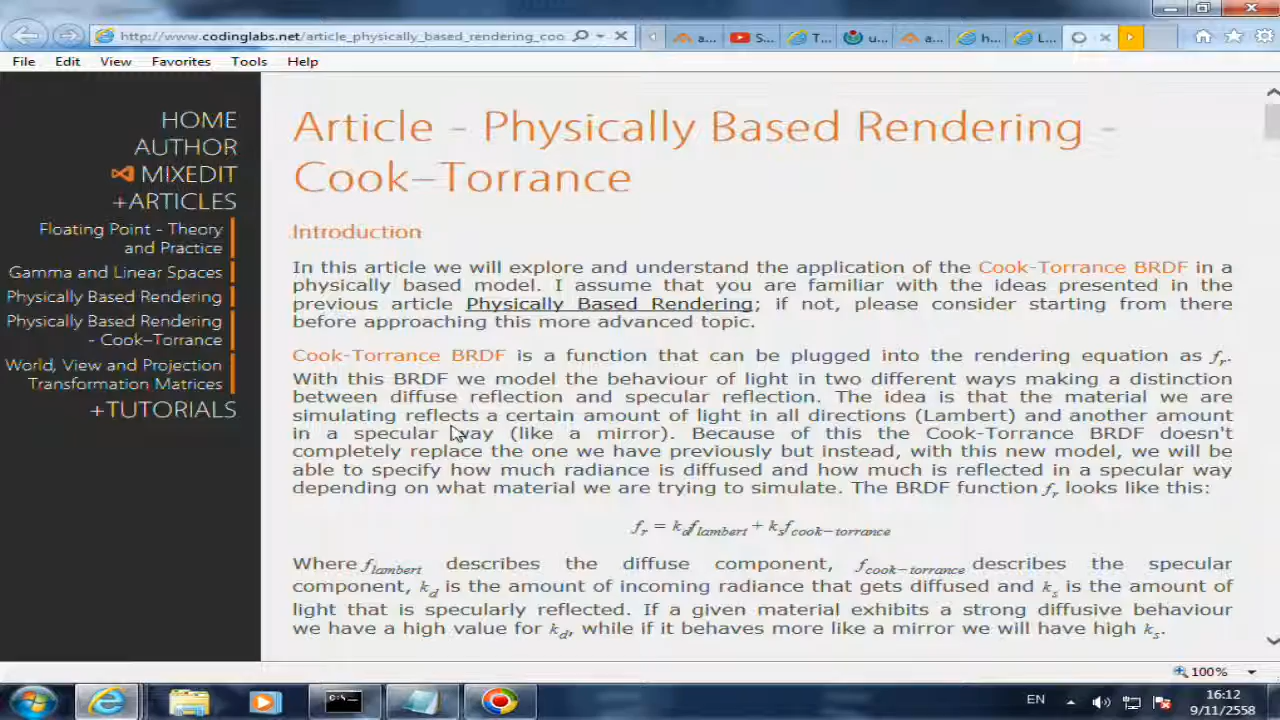 http://www.codinglabs.net/article_physically_based_rendering_coo
a...
S...
T...
u...
a...
h...
L...
File Edit View Favorites Tools Help
HOME
AUTHOR
MIXEDIT
+ARTICLES
Floating Point - Theory
and Practice
Gamma and Linear Spaces
Physically Based Rendering
Physically Based Rendering
- Cook–Torrance
World, View and Projection
Transformation Matrices
+TUTORIALS
Article - Physically Based Rendering -
Cook–Torrance
Introduction
In this article we will explore and understand the application of the Cook-Torrance BRDF in a
physically based model. I assume that you are familiar with the ideas presented in the
previous article Physically Based Rendering; if not, please consider starting from there
before approaching this more advanced topic.
Cook-Torrance BRDF is a function that can be plugged into the rendering equation as fr.
With this BRDF we model the behaviour of light in two different ways making a distinction
between diffuse reflection and specular reflection. The idea is that the material we are
simulating reflects a certain amount of light in all directions (Lambert) and another amount
in a specular way (like a mirror). Because of this the Cook-Torrance BRDF doesn't
completely replace the one we have previously but instead, with this new model, we will be
able to specify how much radiance is diffused and how much is reflected in a specular way
depending on what material we are trying to simulate. The BRDF function fr looks like this:
fr = kd flambert + ks fcook−torrance
Where flambert describes the diffuse component, fcook−torrance describes the specular
component, kd is the amount of incoming radiance that gets diffused and ks is the amount of
light that is specularly reflected. If a given material exhibits a strong diffusive behaviour
we have a high value for kd, while if it behaves more like a mirror we will have high ks.
100%
EN
16:12
9/11/2558